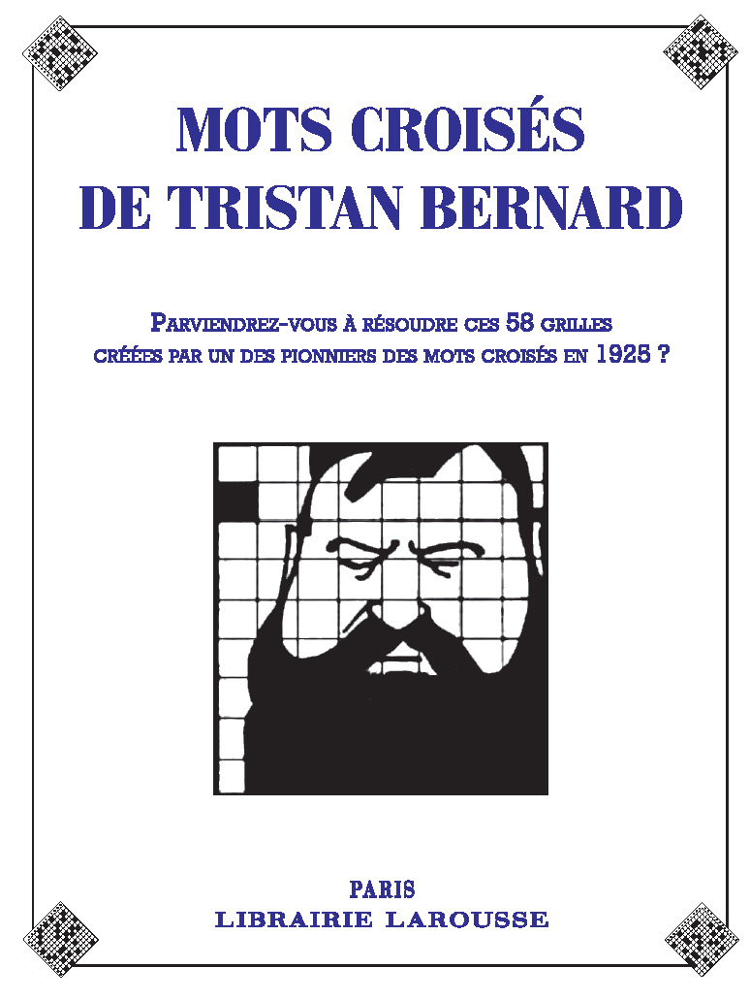 MOTS CROISÉS
DE TRISTAN BERNARD
PARVIENDREZ-VOUS À RÉSOUDRE CES 58 GRILLES
CRÉÉES PAR UN DES PIONNIERS DES MOTS CROISÉS EN 1925 ?
PARIS
LIBRAIRIE LAROUSSE